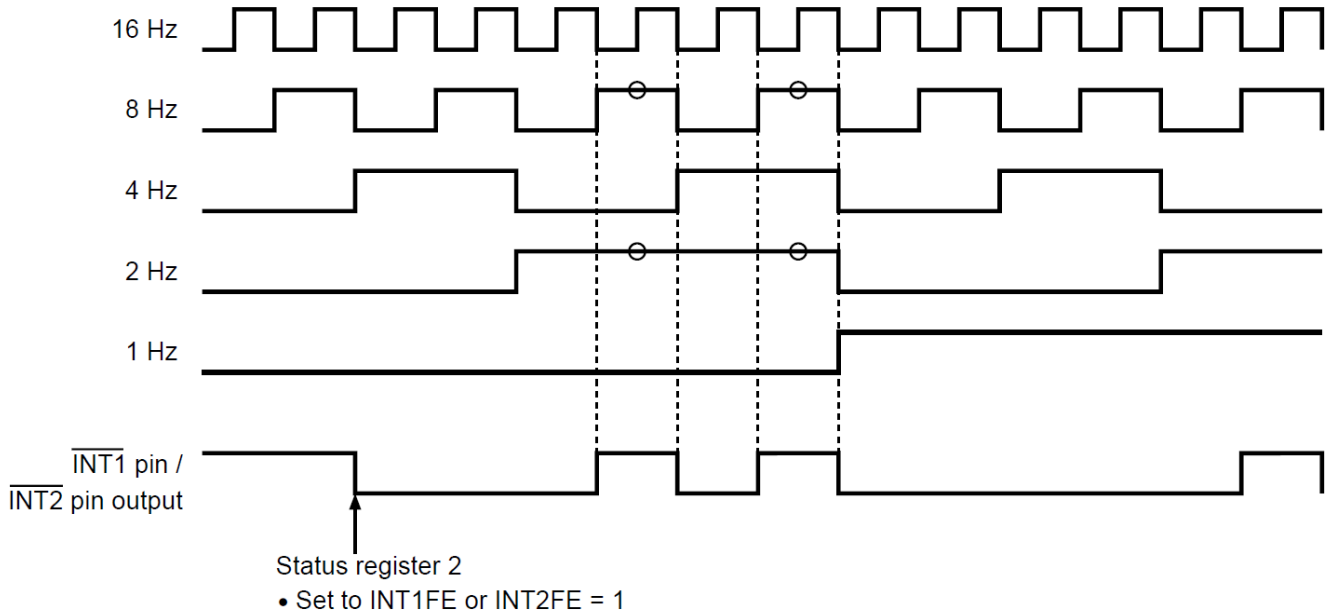 16 Hz
8 Hz
4 Hz
2 Hz
1 Hz
INT1 pin /
INT2 pin output
Status register 2
• Set to INT1FE or INT2FE = 1